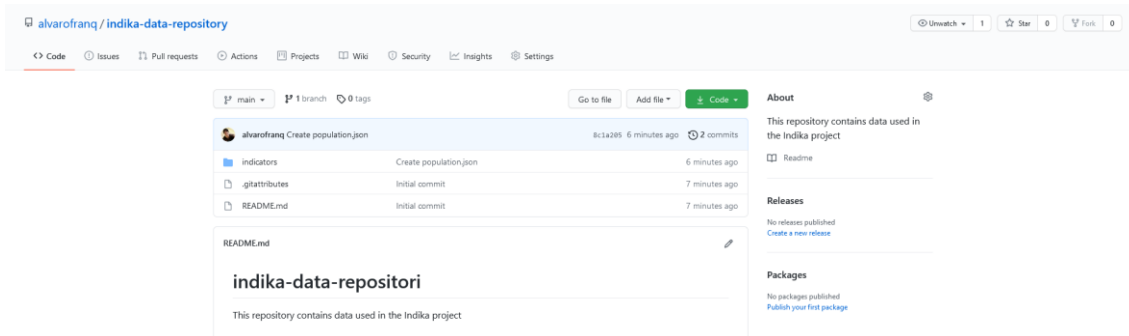 alvarofranq / indika-data-repository
Unwatch 1 Star 0 Fork 0
Code Issues Pull requests Actions Projects Wiki Security Insights Settings
main 1 branch 0 tags Go to file Add file Code
alvarofranq Create population.json 8c1a205 6 minutes ago 2 commits
indicators Create population.json 6 minutes ago
.gitattributes Initial commit 7 minutes ago
README.md Initial commit 7 minutes ago
README.md
indika-data-repositori
This repository contains data used in the Indika project
About
This repository contains data used in
the Indika project
Readme
Releases
No releases published
Create a new release
Packages
No packages published
Publish your first package